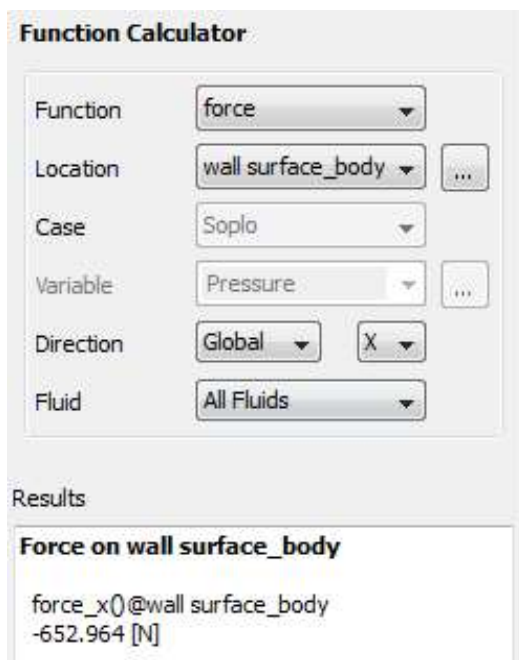 Function Calculator
Function force
Location wall surface_body ...
Case Soplo
Variable Pressure ...
Direction Global X
Fluid All Fluids
Results
Force on wall surface_body
force_x()@wall surface_body
-652.964 [N]